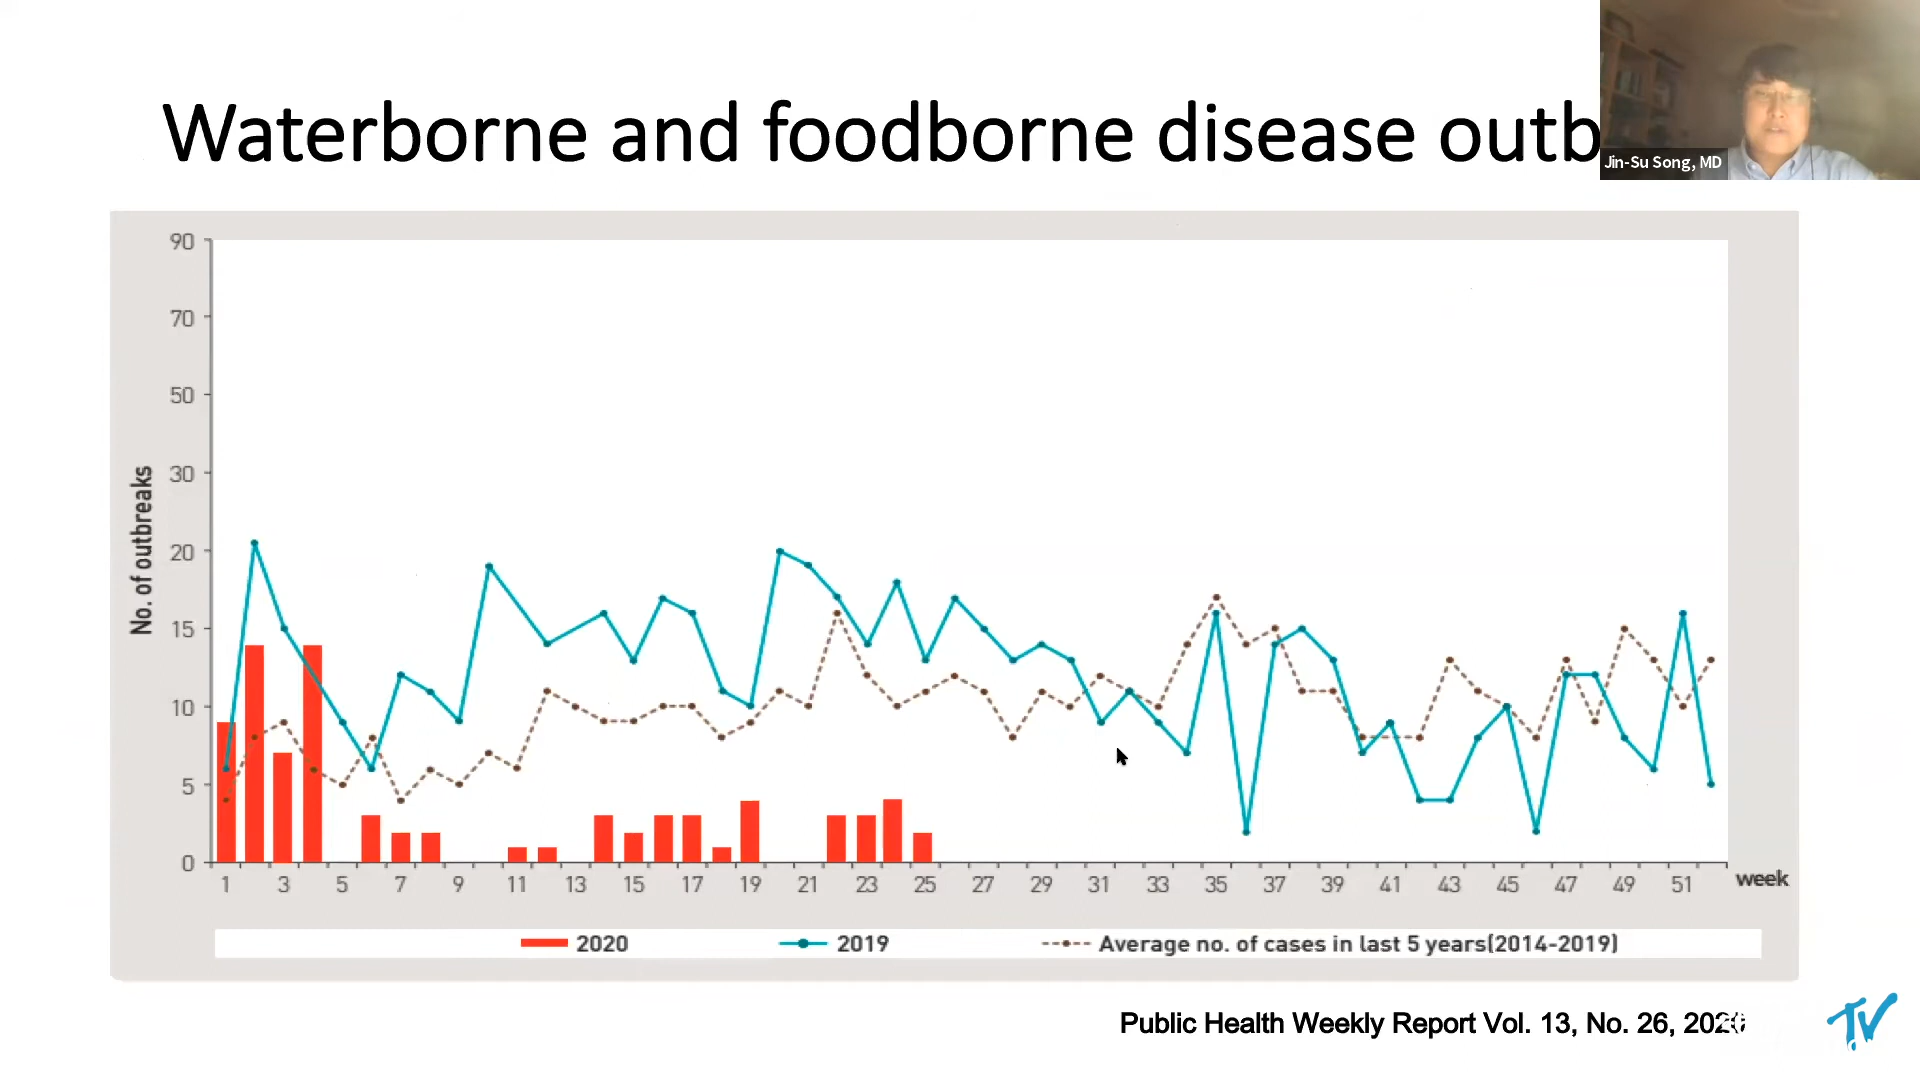 Waterborne and foodborne disease outb
Jin-Su Song, MD
90
70
50
30
20
15
10
5
0
No. of outbreaks
1 3 5 7 9 11 13 15 17 19 21 23 25 27 29 31 33 35 37 39 41 43 45 47 49 51 week
2020 2019 Average no. of cases in last 5 years(2014-2019)
Public Health Weekly Report Vol. 13, No. 26, 2020
TV